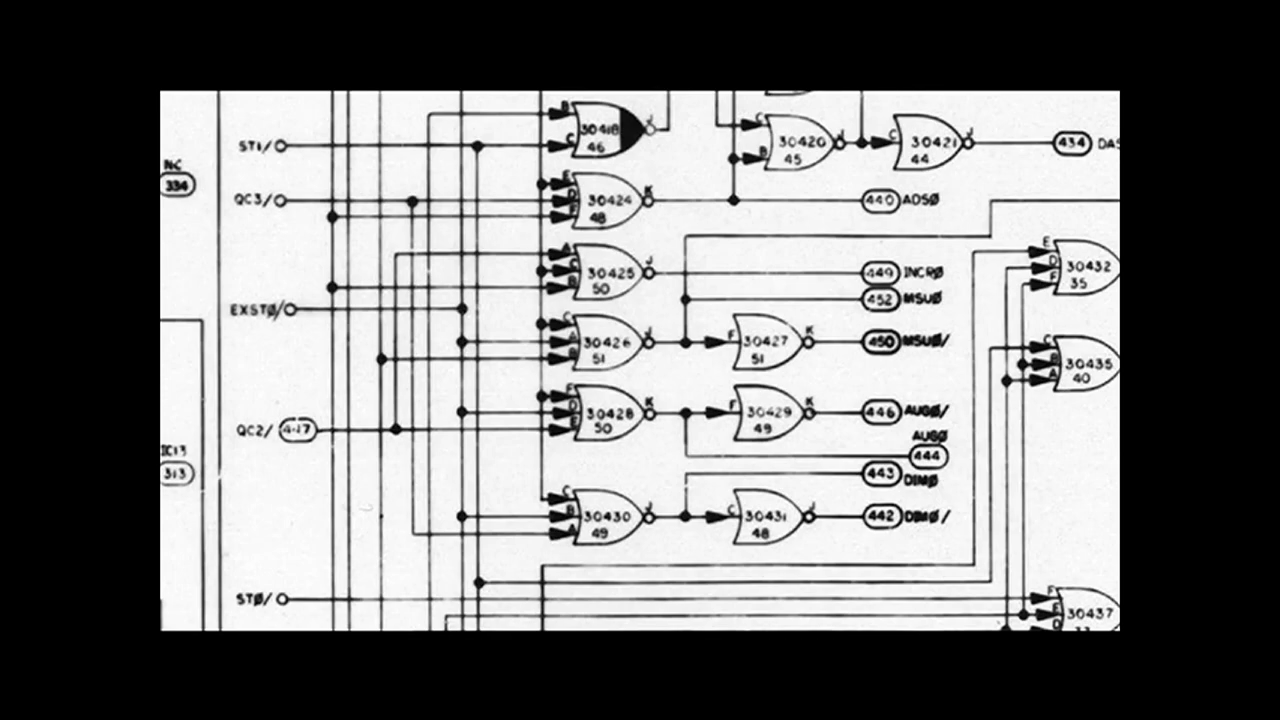 NC
334
IC13
313
ST1/
QC3/
EXSTØ/
QC2/ 447
STØ/
B
C
30418
46
J
E
D
F
30424
48
K
A
C
B
30425
50
J
C
A
B
30426
51
J
F
D
E
30428
50
K
C
B
A
30430
49
J
C
B
30420
45
J
C
30421
44
J
434 DAS
440 ADSØ
449 INCRØ
452 MSUØ
F
30427
51
K
450 MSUØ/
F
30429
49
K
446 AUGØ/
AUGØ
444
443 DIMØ
C
30431
48
J
442 DIMØ/
E
D
F
30432
35
C
B
A
30435
40
F
E
D
30437